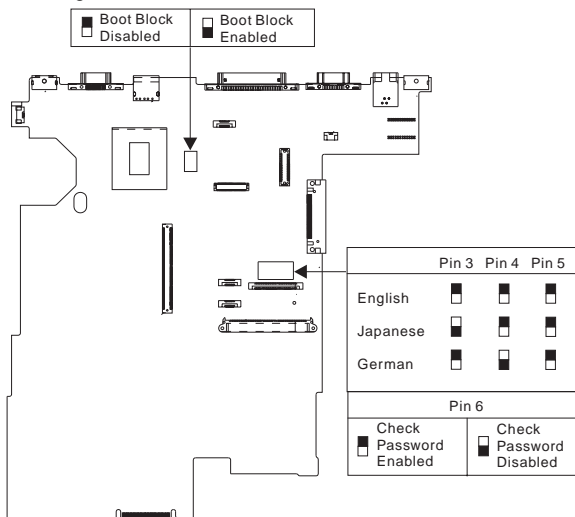 Boot Block
Disabled
Boot Block
Enabled
Pin 3 Pin 4 Pin 5
English
Japanese
German
Pin 6
Check
Password
Enabled
Check
Password
Disabled